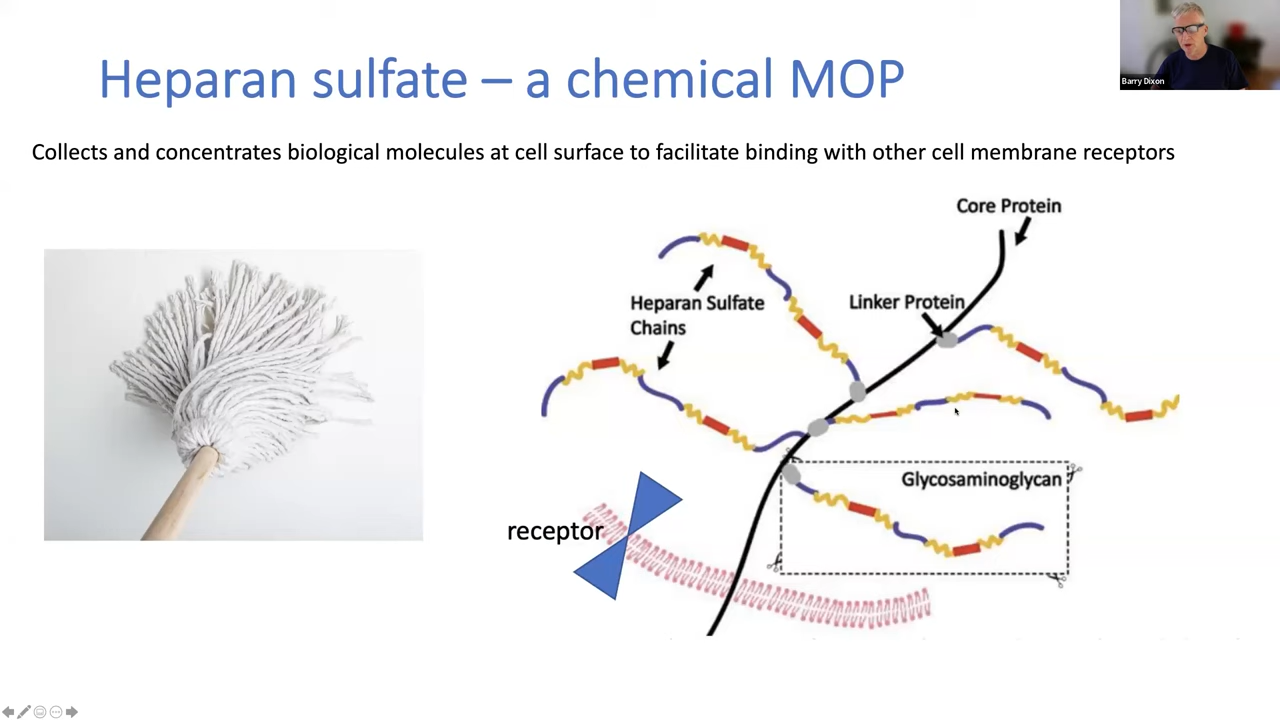 Heparan sulfate – a chemical MOP
Barry Dixon
Collects and concentrates biological molecules at cell surface to facilitate binding with other cell membrane receptors
Core Protein
Heparan Sulfate
Chains
Linker Protein
Glycosaminoglycan
receptor